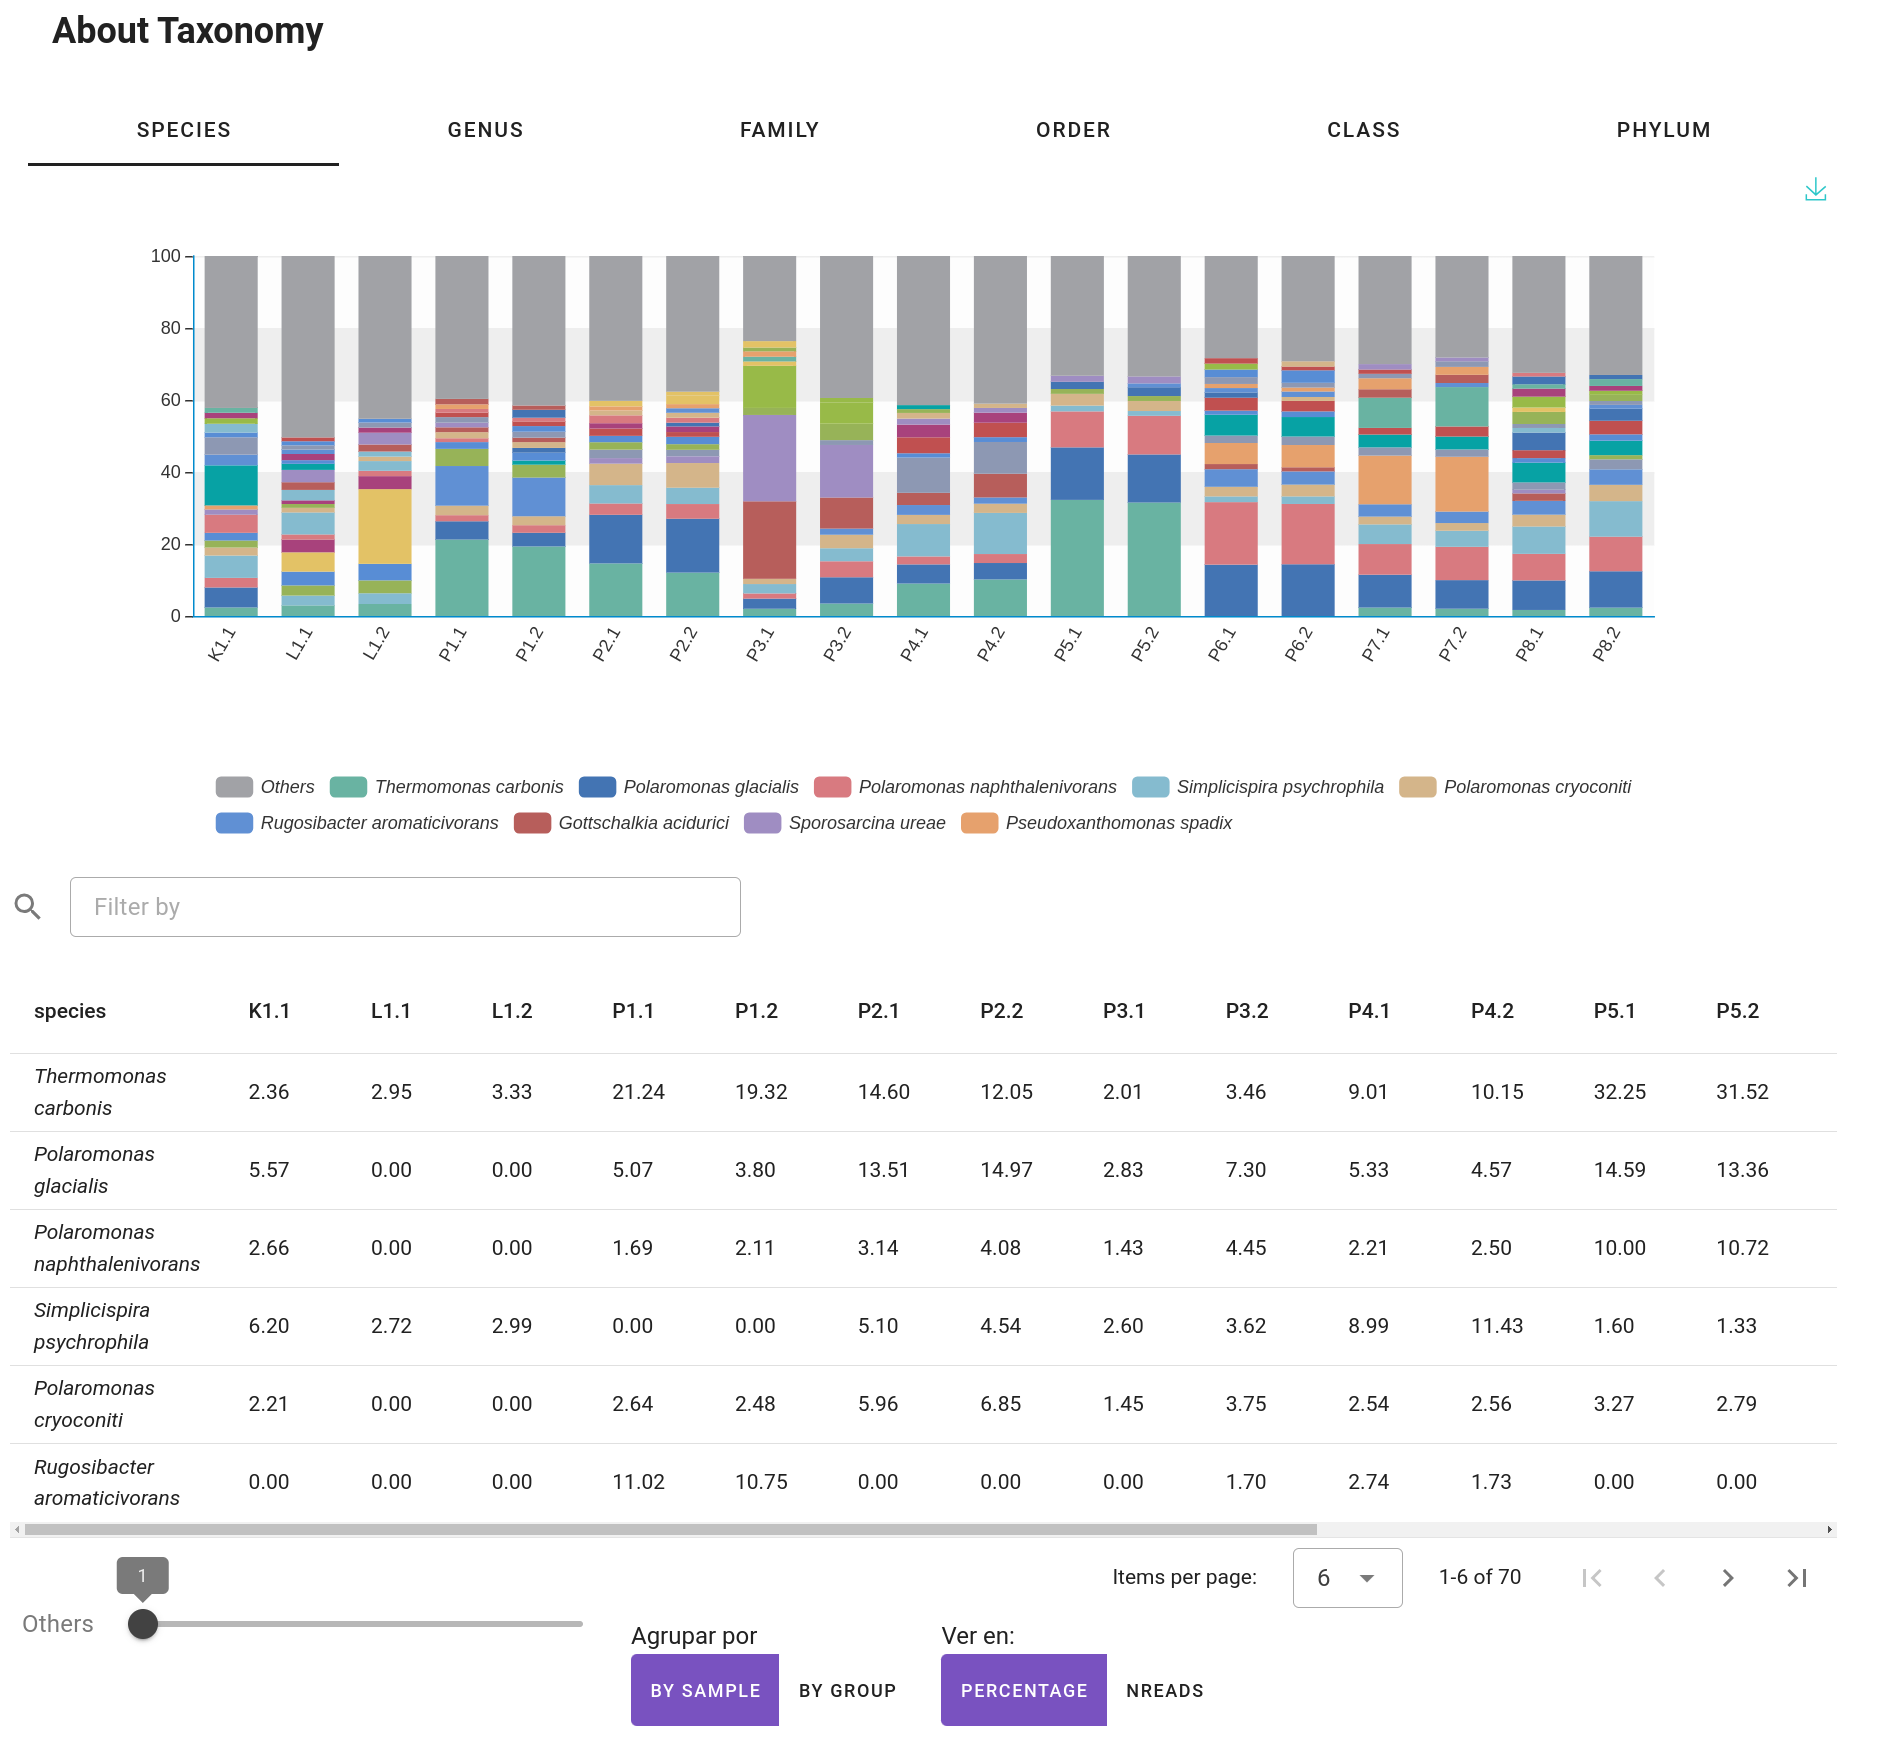 About Taxonomy
SPECIES GENUS FAMILY ORDER CLASS PHYLUM
100
80
60
40
20
0
K1.1 L1.1 L1.2 P1.1 P1.2 P2.1 P2.2 P3.1 P3.2 P4.1 P4.2 P5.1 P5.2 P6.1 P6.2 P7.1 P7.2 P8.1 P8.2
Others Thermomonas carbonis Polaromonas glacialis Polaromonas naphthalenivorans Simplicispira psychrophila Polaromonas cryoconiti
Rugosibacter aromaticivorans Gottschalkia acidurici Sporosarcina ureae Pseudoxanthomonas spadix
Filter by
species K1.1 L1.1 L1.2 P1.1 P1.2 P2.1 P2.2 P3.1 P3.2 P4.1 P4.2 P5.1 P5.2
Thermomonas
carbonis
2.36 2.95 3.33 21.24 19.32 14.60 12.05 2.01 3.46 9.01 10.15 32.25 31.52
Polaromonas
glacialis
5.57 0.00 0.00 5.07 3.80 13.51 14.97 2.83 7.30 5.33 4.57 14.59 13.36
Polaromonas
naphthalenivorans
2.66 0.00 0.00 1.69 2.11 3.14 4.08 1.43 4.45 2.21 2.50 10.00 10.72
Simplicispira
psychrophila
6.20 2.72 2.99 0.00 0.00 5.10 4.54 2.60 3.62 8.99 11.43 1.60 1.33
Polaromonas
cryoconiti
2.21 0.00 0.00 2.64 2.48 5.96 6.85 1.45 3.75 2.54 2.56 3.27 2.79
Rugosibacter
aromaticivorans
0.00 0.00 0.00 11.02 10.75 0.00 0.00 0.00 1.70 2.74 1.73 0.00 0.00
1
Items per page: 6 1-6 of 70
Others
Agrupar por Ver en:
BY SAMPLE BY GROUP PERCENTAGE NREADS